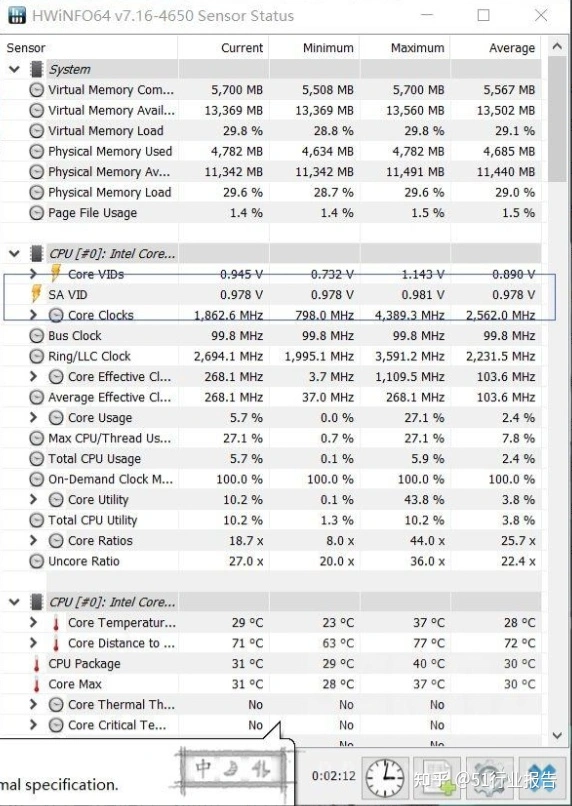 HWiNFO64 v7.16-4650 Sensor Status
Sensor Current Minimum Maximum Average
System
Virtual Memory Com... 5,700 MB 5,508 MB 5,700 MB 5,567 MB
Virtual Memory Avail... 13,369 MB 13,369 MB 13,560 MB 13,502 MB
Virtual Memory Load 29.8 % 28.8 % 29.8 % 29.1 %
Physical Memory Used 4,782 MB 4,634 MB 4,782 MB 4,685 MB
Physical Memory Av... 11,342 MB 11,342 MB 11,491 MB 11,440 MB
Physical Memory Load 29.6 % 28.7 % 29.6 % 29.0 %
Page File Usage 1.4 % 1.4 % 1.5 % 1.5 %
CPU [#0]: Intel Core...
Core VIDs 0.945 V 0.732 V 1.143 V 0.890 V
SA VID 0.978 V 0.978 V 0.981 V 0.978 V
Core Clocks 1,862.6 MHz 798.0 MHz 4,389.3 MHz 2,562.0 MHz
Bus Clock 99.8 MHz 99.8 MHz 99.8 MHz 99.8 MHz
Ring/LLC Clock 2,694.1 MHz 1,995.1 MHz 3,591.2 MHz 2,231.5 MHz
Core Effective Cl... 268.1 MHz 3.7 MHz 1,109.5 MHz 103.6 MHz
Average Effective Cl... 268.1 MHz 37.0 MHz 268.1 MHz 103.6 MHz
Core Usage 5.7 % 0.0 % 27.1 % 2.4 %
Max CPU/Thread Us... 27.1 % 0.7 % 27.1 % 7.8 %
Total CPU Usage 5.7 % 0.1 % 5.9 % 2.4 %
On-Demand Clock M... 100.0 % 100.0 % 100.0 % 100.0 %
Core Utility 10.2 % 0.1 % 43.8 % 3.8 %
Total CPU Utility 10.2 % 1.3 % 10.2 % 3.8 %
Core Ratios 18.7 x 8.0 x 44.0 x 25.7 x
Uncore Ratio 27.0 x 20.0 x 36.0 x 22.4 x
CPU [#0]: Intel Core...
Core Temperatur... 29 °C 23 °C 37 °C 28 °C
Core Distance to ... 71 °C 63 °C 77 °C 72 °C
CPU Package 31 °C 29 °C 40 °C 30 °C
Core Max 31 °C 28 °C 37 °C 30 °C
Core Thermal Th... No No No
Core Critical Te... No No No
No No
mal specification.
中
0:02:12
知乎 @51行业报告